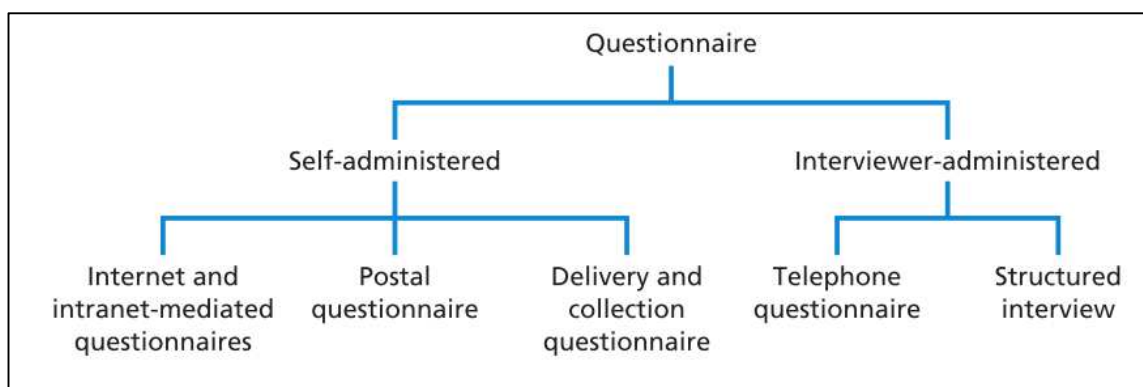 Questionnaire
Self-administered
Interviewer-administered
Internet and
intranet-mediated
questionnaires
Postal
questionnaire
Delivery and
collection
questionnaire
Telephone
questionnaire
Structured
interview